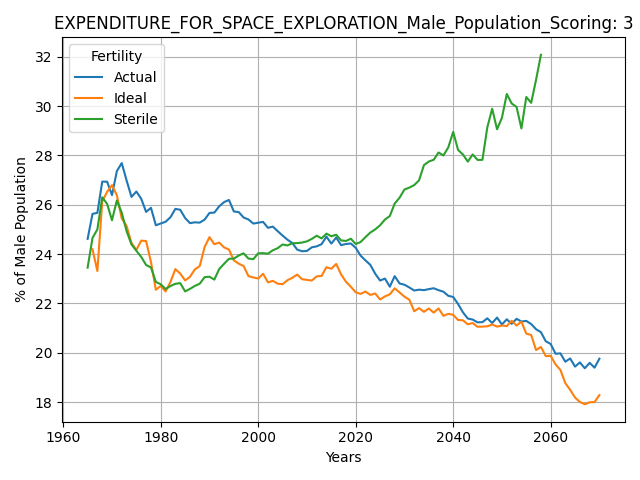 EXPENDITURE_FOR_SPACE_EXPLORATION_Male_Population_Scoring: 3
Fertility
Actual
Ideal
Sterile
% of Male Population
32
30
28
26
24
22
20
18
1960 1980 2000 2020 2040 2060
Years